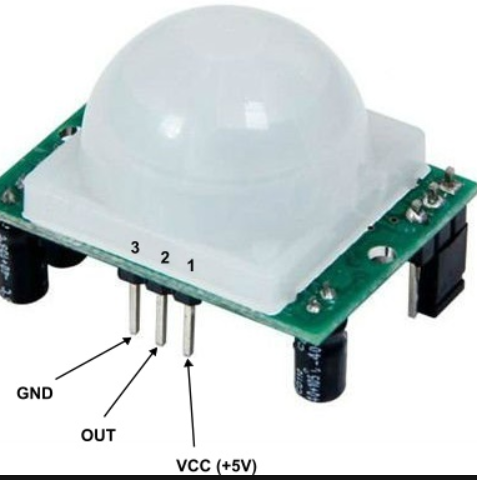 3 2 1
GND
OUT
VCC (+5V)